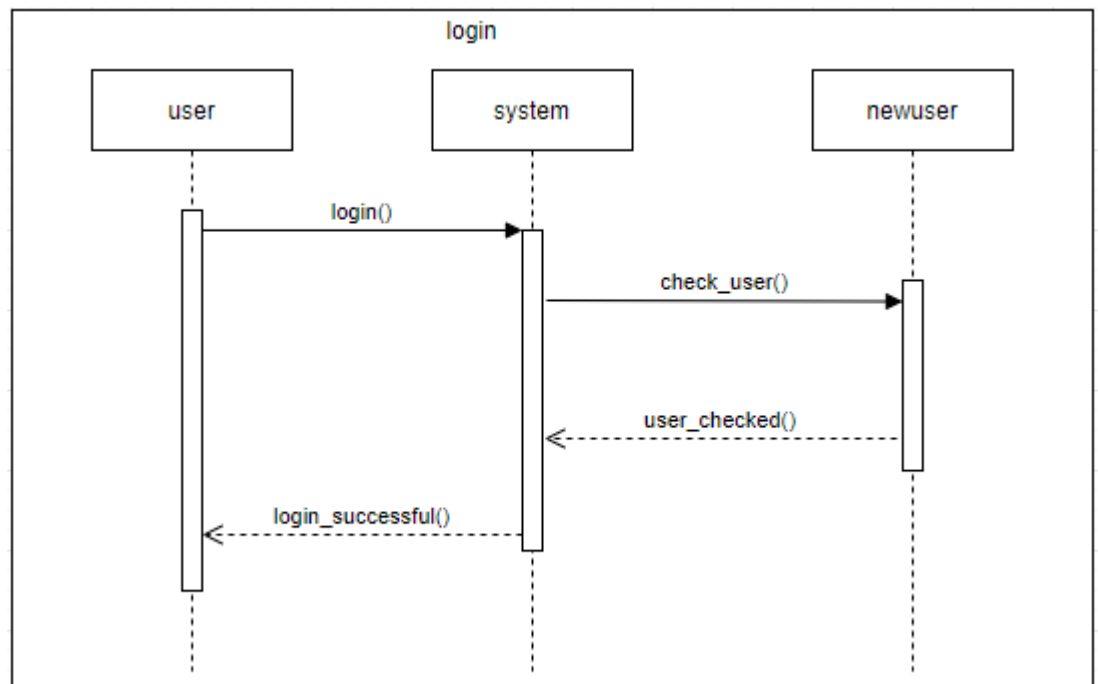 login
user
system
newuser
login()
check_user()
user_checked()
login_successful()